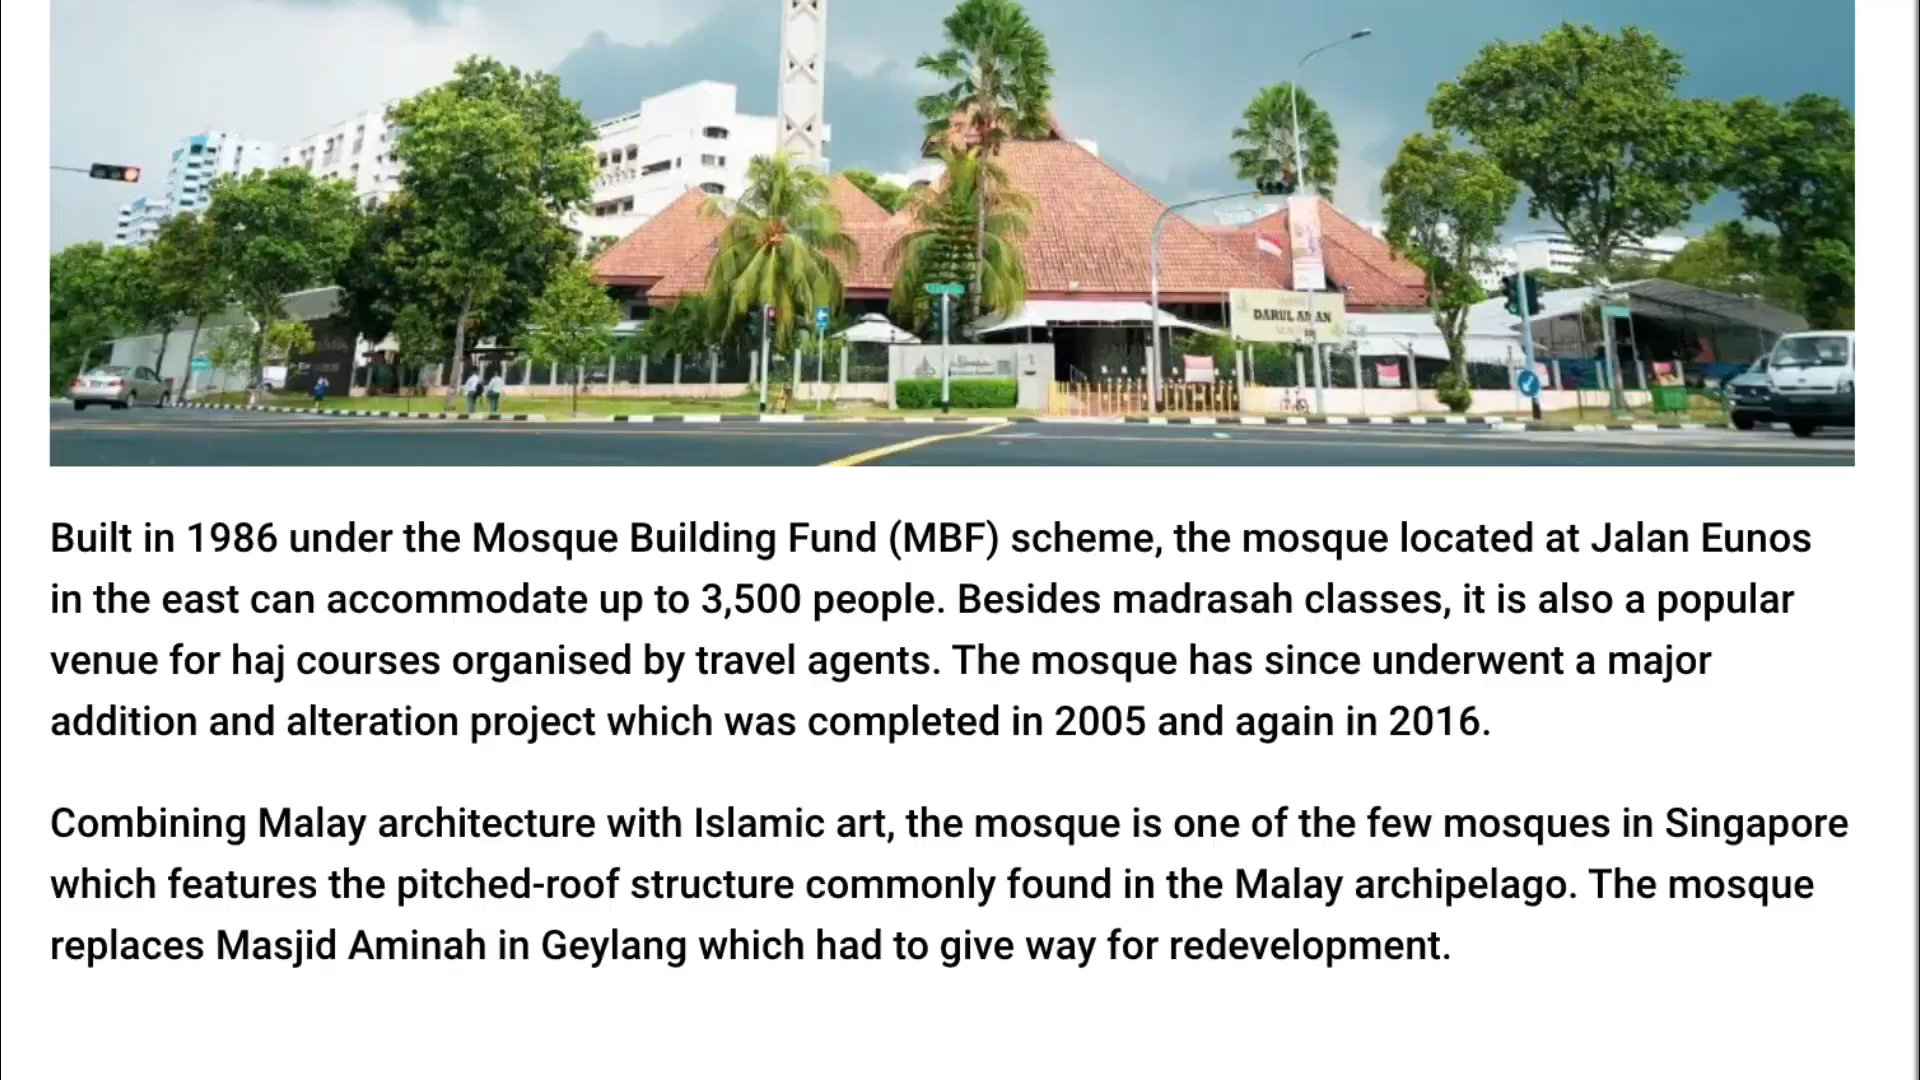 DARUL AMAN
Built in 1986 under the Mosque Building Fund (MBF) scheme, the mosque located at Jalan Eunos
in the east can accommodate up to 3,500 people. Besides madrasah classes, it is also a popular
venue for haj courses organised by travel agents. The mosque has since underwent a major
addition and alteration project which was completed in 2005 and again in 2016.
Combining Malay architecture with Islamic art, the mosque is one of the few mosques in Singapore
which features the pitched-roof structure commonly found in the Malay archipelago. The mosque
replaces Masjid Aminah in Geylang which had to give way for redevelopment.